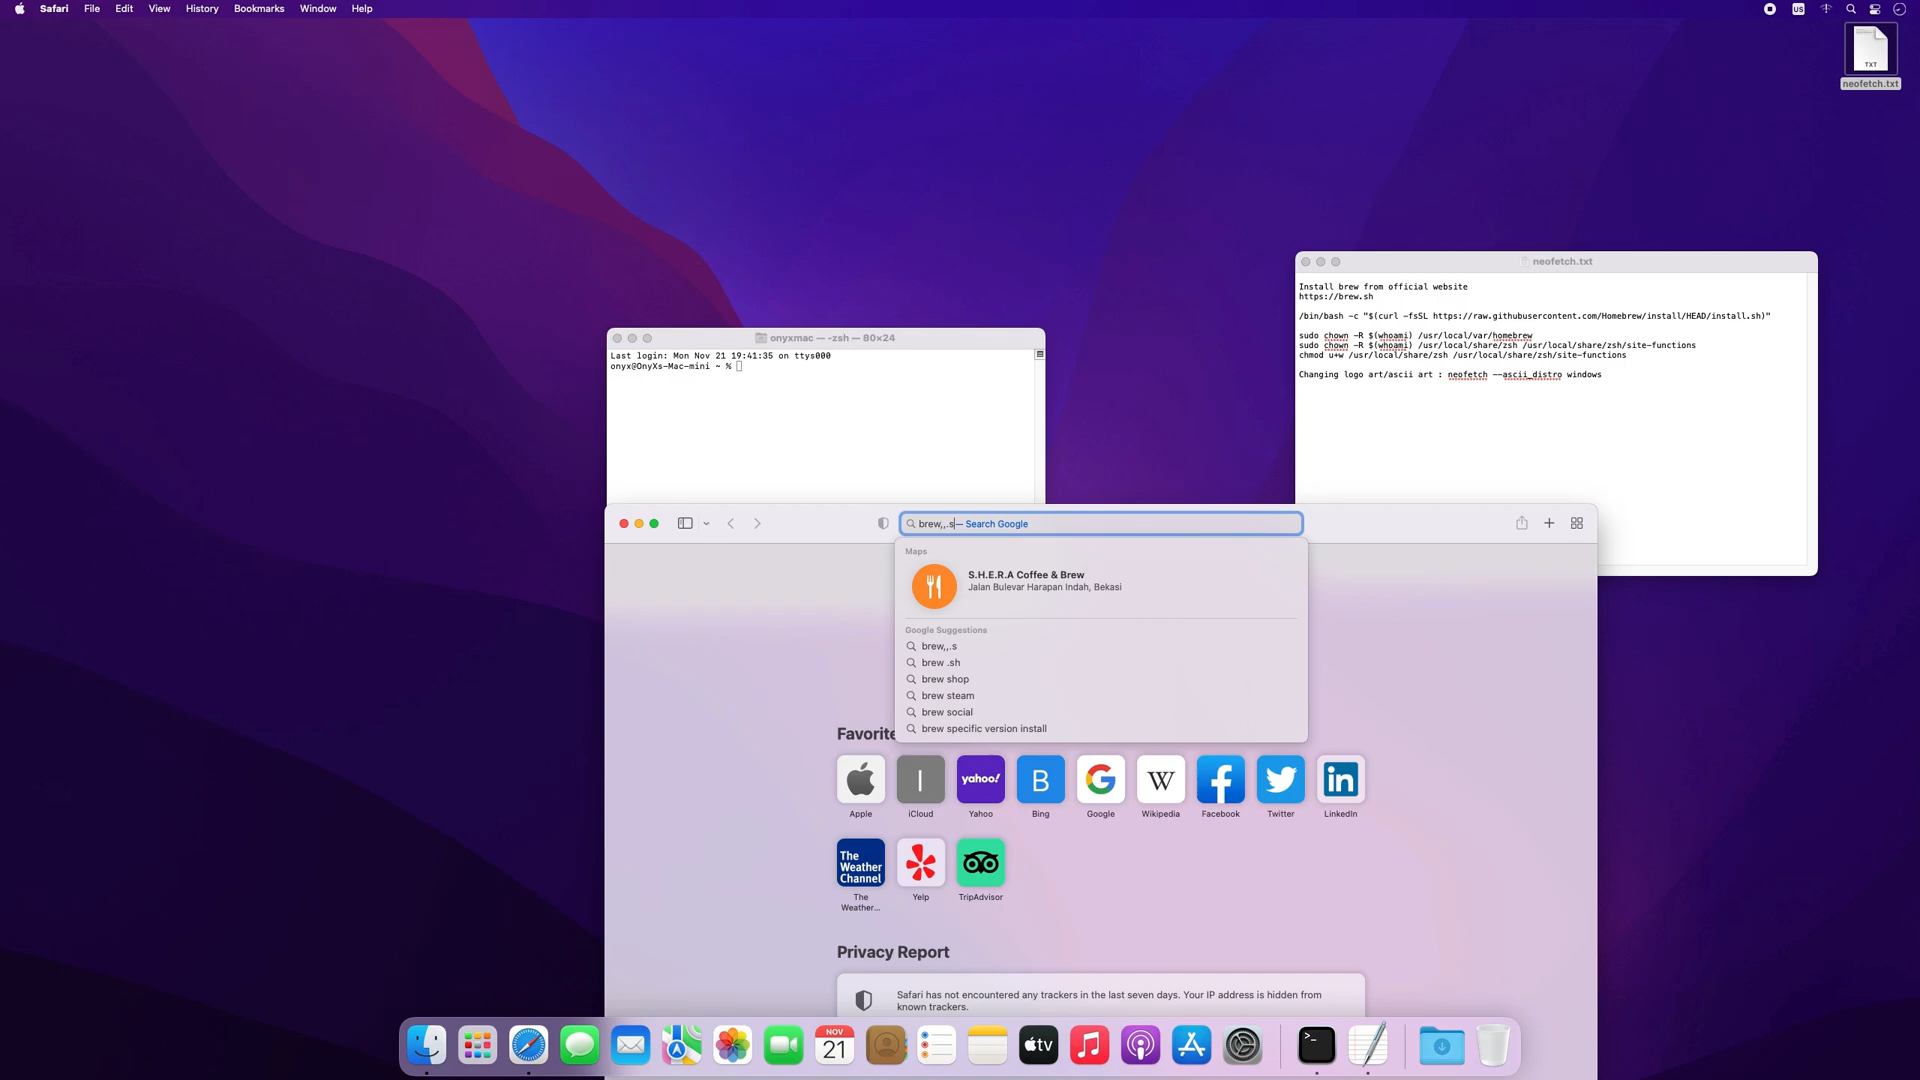 Safari File Edit View History Bookmarks Window Help
US
TXT
neofetch.txt
neofetch.txt
Install brew from official website
https://brew.sh
/bin/bash -c "$(curl -fsSL https://raw.githubusercontent.com/Homebrew/install/HEAD/install.sh)"
sudo chown -R $(whoami) /usr/local/var/homebrew
sudo chown -R $(whoami) /usr/local/share/zsh /usr/local/share/zsh/site-functions
chmod u+w /usr/local/share/zsh /usr/local/share/zsh/site-functions
Changing logo art/ascii art : neofetch --ascii_distro windows
onyxmac — -zsh — 80×24
Last login: Mon Nov 21 19:41:35 on ttys000
onyx@OnyXs-Mac-mini ~ %
brew,,.s — Search Google
Maps
S.H.E.R.A Coffee & Brew
Jalan Bulevar Harapan Indah, Bekasi
Google Suggestions
brew,,.s
brew .sh
brew shop
brew steam
brew social
brew specific version install
Favorite
I yahoo! B G W f in
Apple iCloud Yahoo Bing Google Wikipedia Facebook Twitter LinkedIn
The
Weather
Channel
The
Weather...
Yelp TripAdvisor
Privacy Report
Safari has not encountered any trackers in the last seven days. Your IP address is hidden from
known trackers.
NOV
21
tv
>_